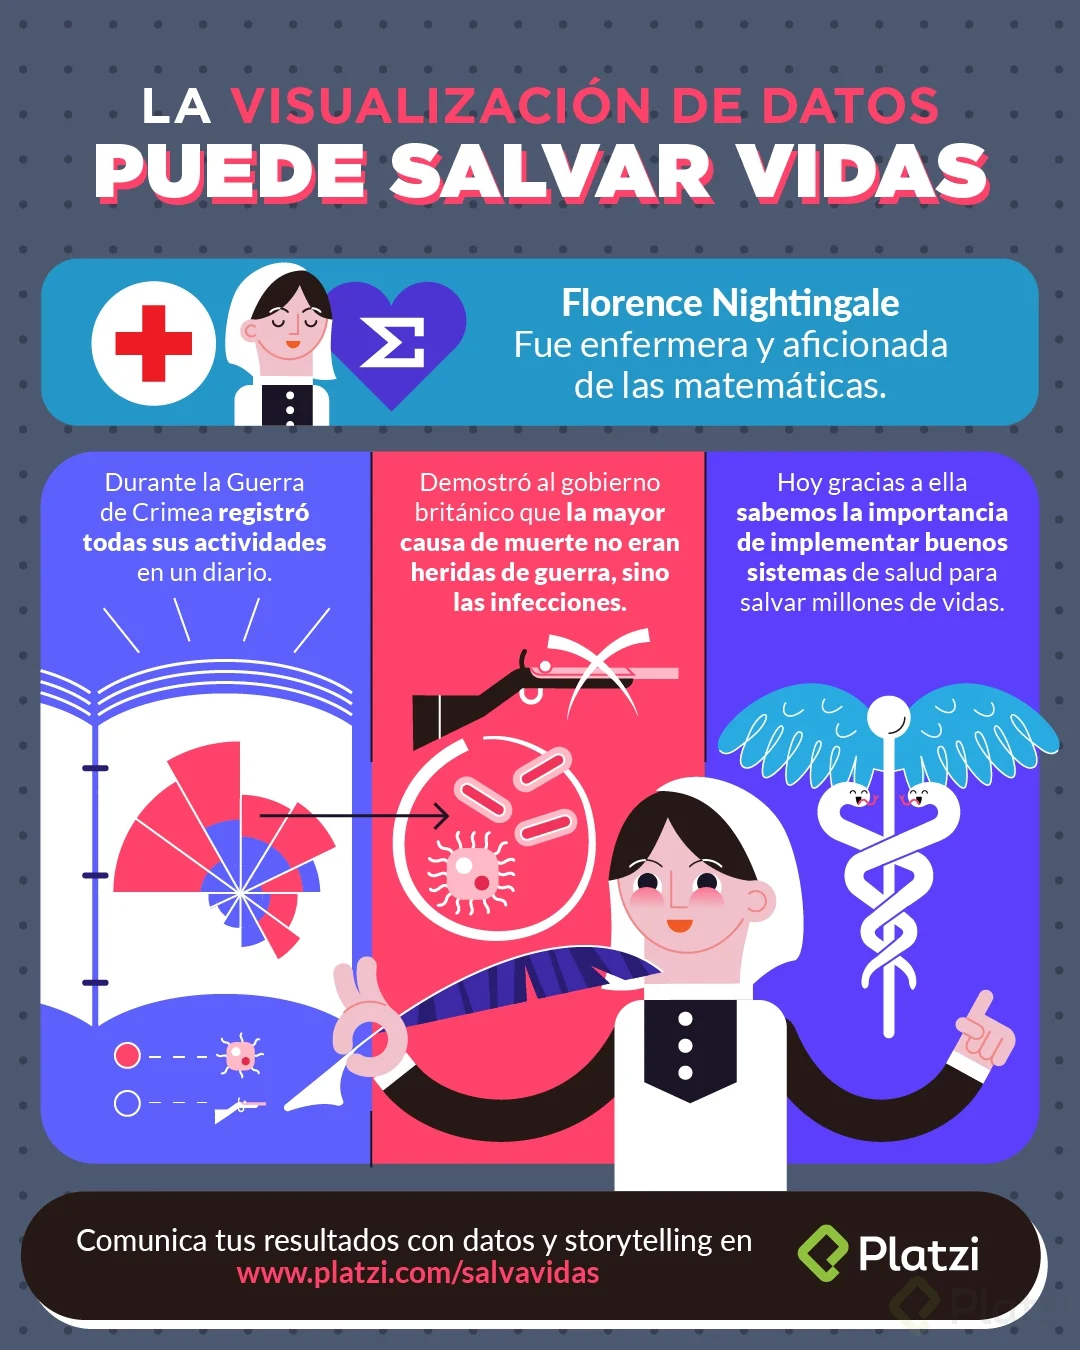 LA VISUALIZACIÓN DE DATOS
PUEDE SALVAR VIDAS
Florence Nightingale
Fue enfermera y aficionada
de las matemáticas.
Durante la Guerra
de Crimea registró
todas sus actividades
en un diario.
Demostró al gobierno
británico que la mayor
causa de muerte no eran
heridas de guerra, sino
las infecciones.
Hoy gracias a ella
sabemos la importancia
de implementar buenos
sistemas de salud para
salvar millones de vidas.
Comunica tus resultados con datos y storytelling en
www.platzi.com/salvavidas
Platzi